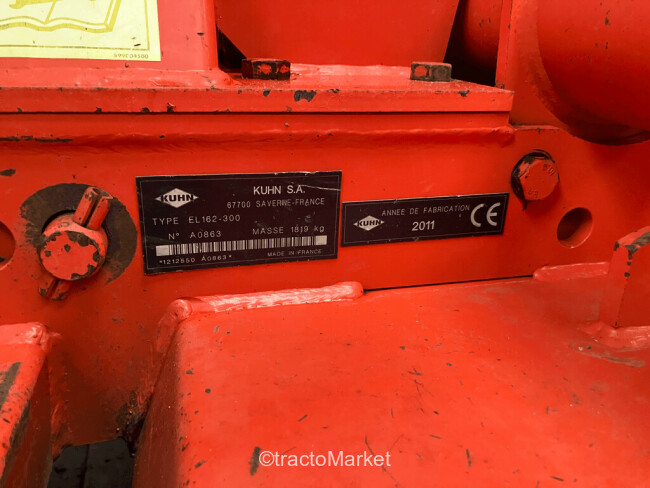 KUHN
KUHN S.A.
67700 SAVERNE-FRANCE
TYPE EL162-300
N° A0863 MASSE 1819 kg
*1212550 A0863*
MADE IN FRANCE
KUHN
ANNEE DE FABRICATION
2011
CE
©tractoMarket